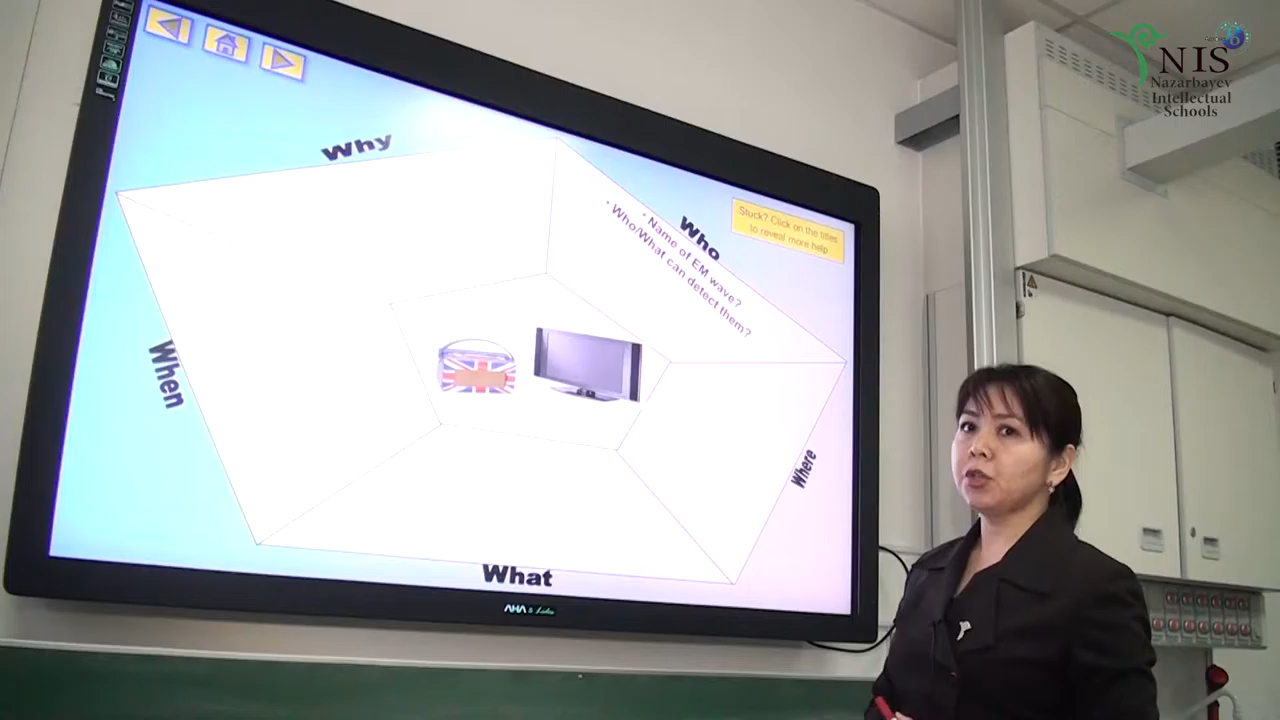 NIS
Nazarbayev
Intellectual
Schools
Why
Who
Stuck? Click on the titles
to reveal more help
• Name of EM wave?
• Who/What can detect them?
When
Where
What